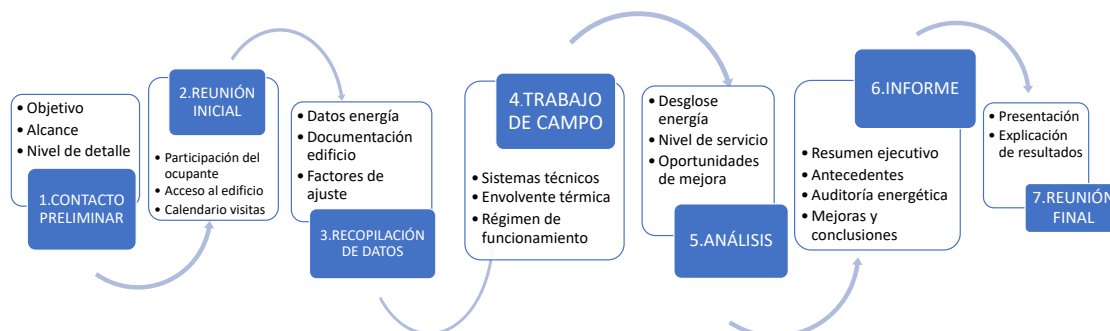 • Objetivo
• Alcance
• Nivel de detalle
1.CONTACTO
PRELIMINAR
2.REUNIÓN
INICIAL
• Participación del
ocupante
• Acceso al edificio
• Calendario visitas
• Datos energía
• Documentación
edificio
• Factores de
ajuste
3.RECOPILACIÓN
DE DATOS
4.TRABAJO
DE CAMPO
• Sistemas técnicos
• Envolvente térmica
• Régimen de
funcionamiento
• Desglose
energía
• Nivel de servicio
• Oportunidades
de mejora
5.ANÁLISIS
6.INFORME
• Resumen ejecutivo
• Antecedentes
• Auditoría energética
• Mejoras y
conclusiones
• Presentación
• Explicación
de resultados
7.REUNIÓN
FINAL